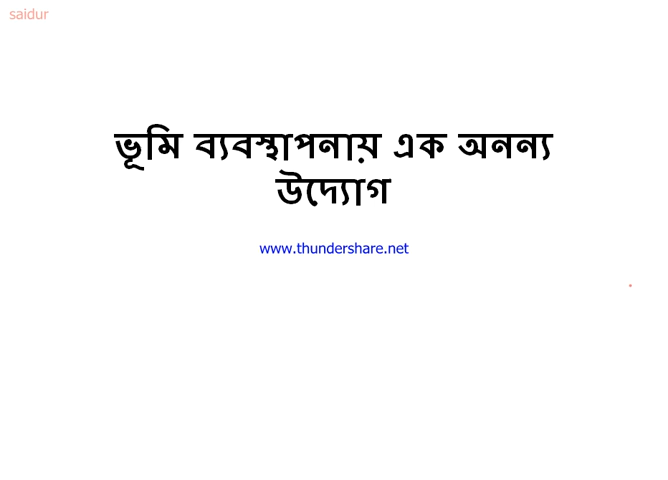 saidur
ভূমি ব্যবস্থাপনায় এক অনন্য
উদ্যোগ
www.thundershare.net